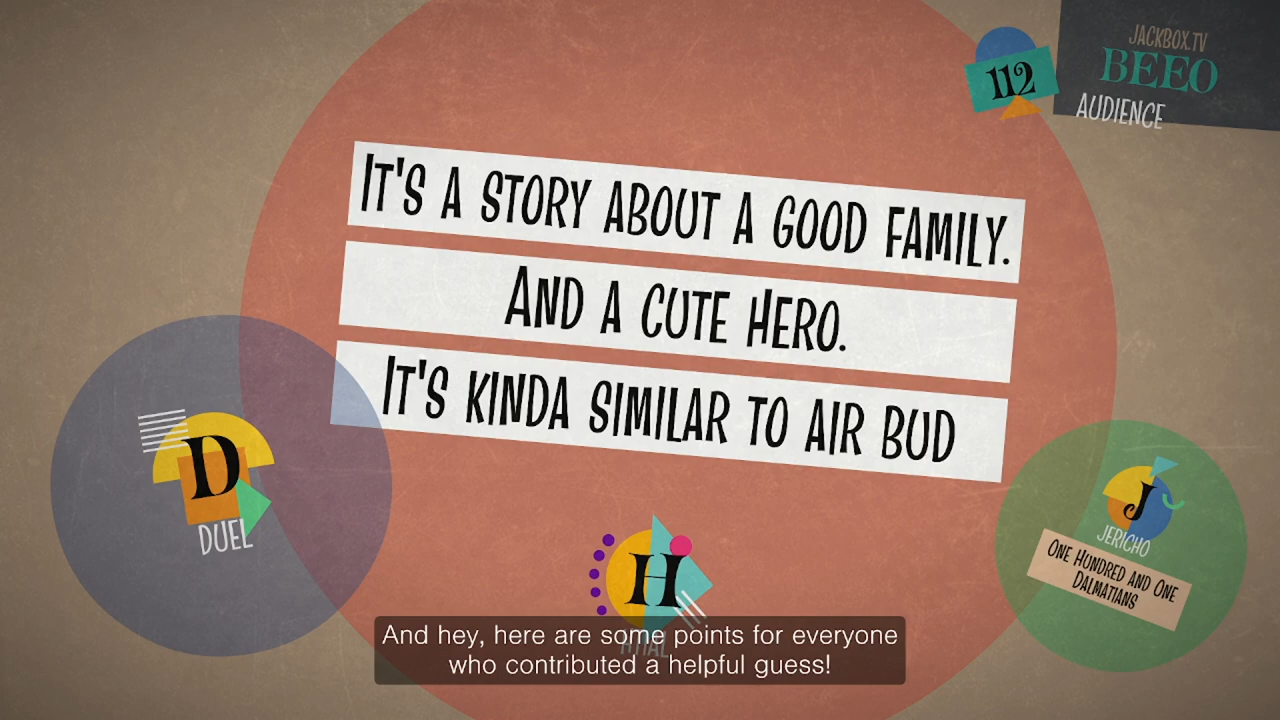 JACKBOX.TV
BEEO
112
AUDIENCE
IT'S A STORY ABOUT A GOOD FAMILY.
AND A CUTE HERO.
IT'S KINDA SIMILAR TO AIR BUD
D
DUEL
H
J
JERICHO
ONE HUNDRED AND ONE
DALMATIANS
And hey, here are some points for everyone
who contributed a helpful guess!